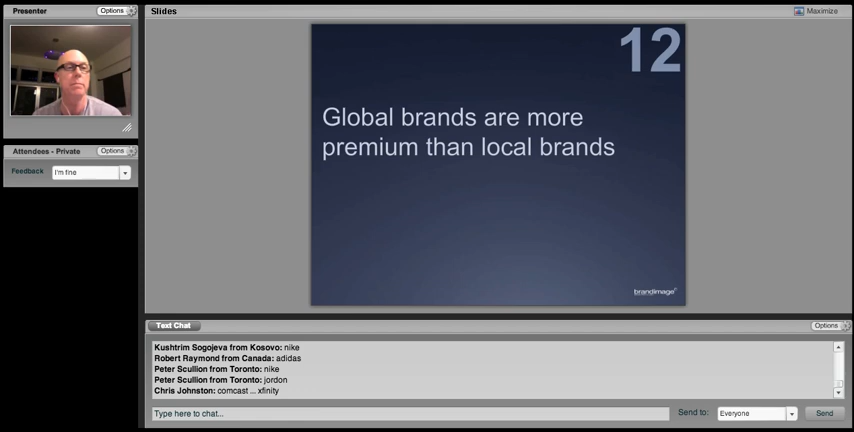 Presenter
Options
Attendees - Private
Options
Feedback
I'm fine
Slides
Maximize
12
Global brands are more
premium than local brands
brandimage
Text Chat
Options
Kushtrim Sogojeva from Kosovo: nike
Robert Raymond from Canada: adidas
Peter Scullion from Toronto: nike
Peter Scullion from Toronto: jordon
Chris Johnston: comcast ... xfinity
Type here to chat...
Send to:
Everyone
Send